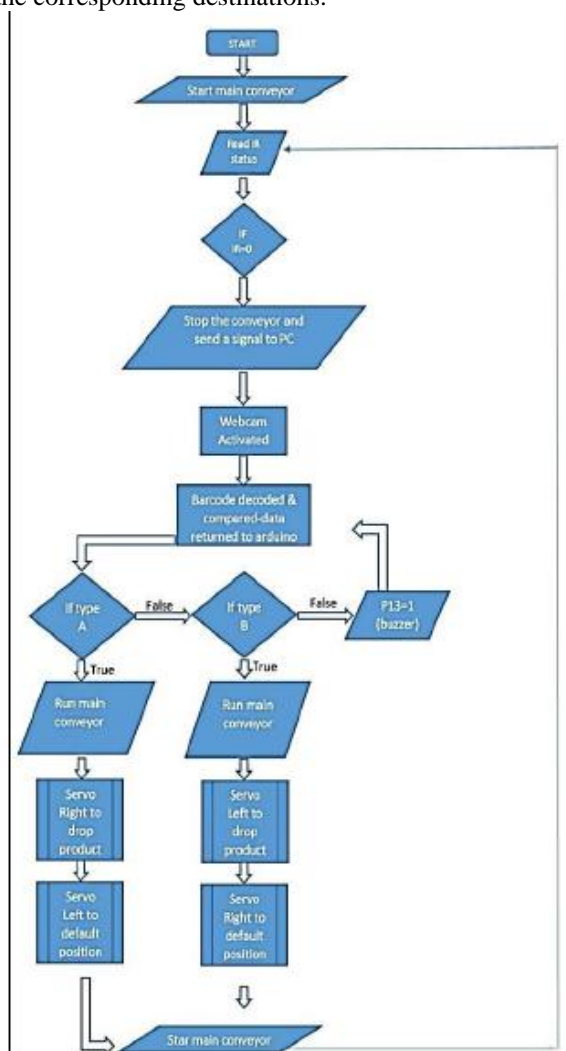 the corresponding destinations.
START
Start main conveyor
Read IR
status
IF
IR=0
Stop the conveyor and
send a signal to PC
Webcam
Activated
Barcode decoded &
compared-data
returned to arduino
If type
A
False
If type
B
False
P13=1
(buzzer)
True
True
Run main
conveyor
Run main
conveyor
Servo
Right to
drop
product
Servo
Left to
drop
product
Servo
Left to
default
position
Servo
Right to
default
position
Star main conveyor